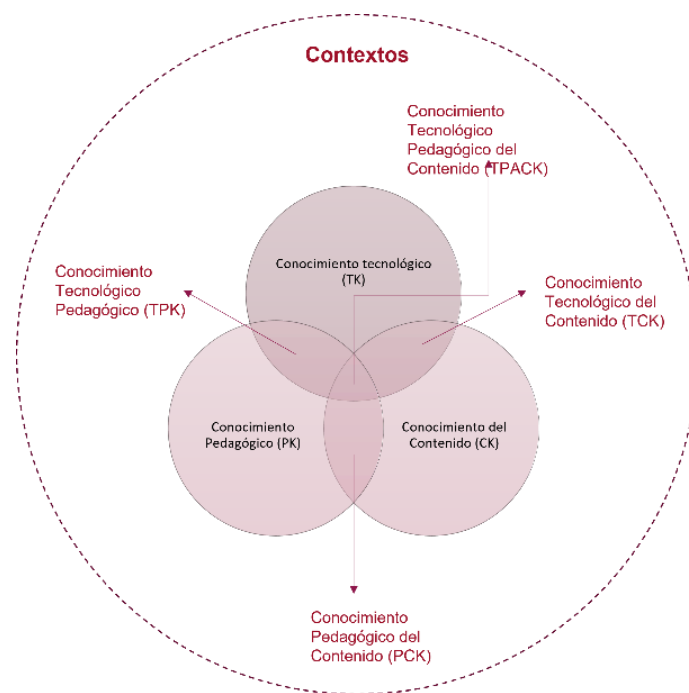 Contextos
Conocimiento
Tecnológico
Pedagógico del
Contenido (TPACK)
Conocimiento tecnológico
(TK)
Conocimiento
Tecnológico
Pedagógico (TPK)
Conocimiento
Tecnológico del
Contenido (TCK)
Conocimiento
Pedagógico (PK)
Conocimiento del
Contenido (CK)
Conocimiento
Pedagógico del
Contenido (PCK)